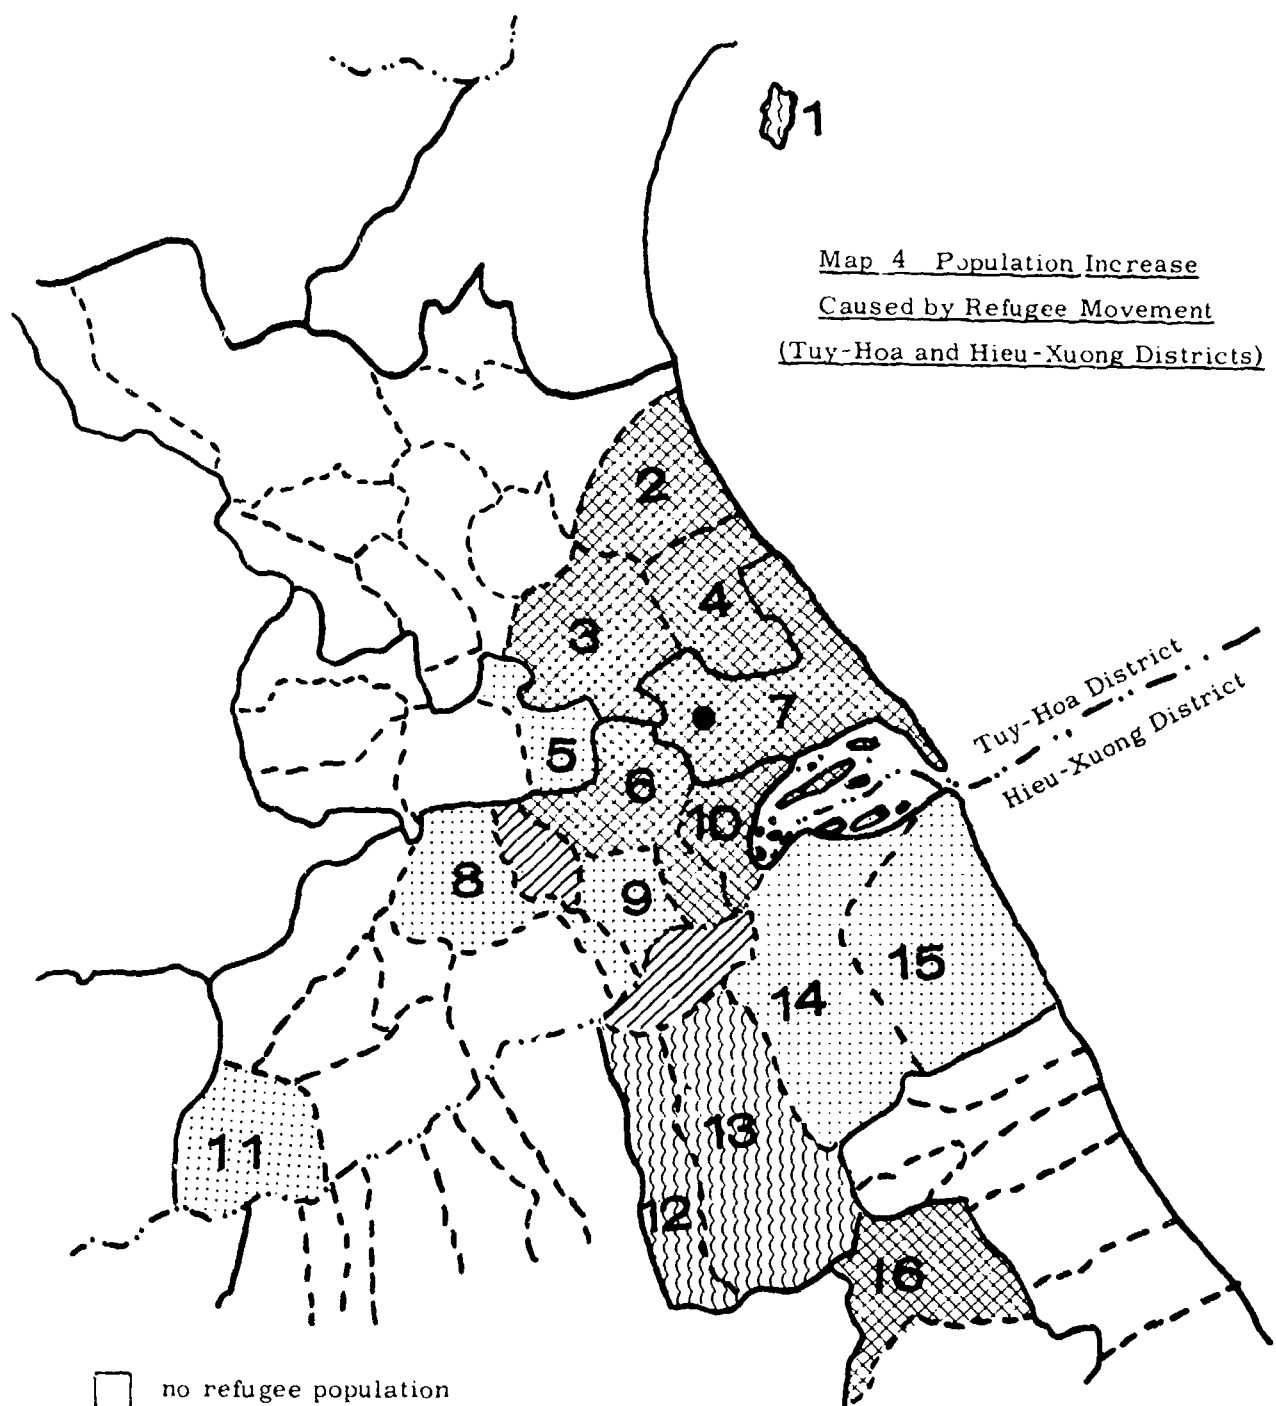 1
Map 4 Population Increase
Caused by Refugee Movement
(Tuy-Hoa and Hieu-Xuong Districts)
2
4
3
Tuy-Hoa District
Hieu-Xuong District
7
5
6
10
8
9
15
14
11
13
12
16
no refugee population